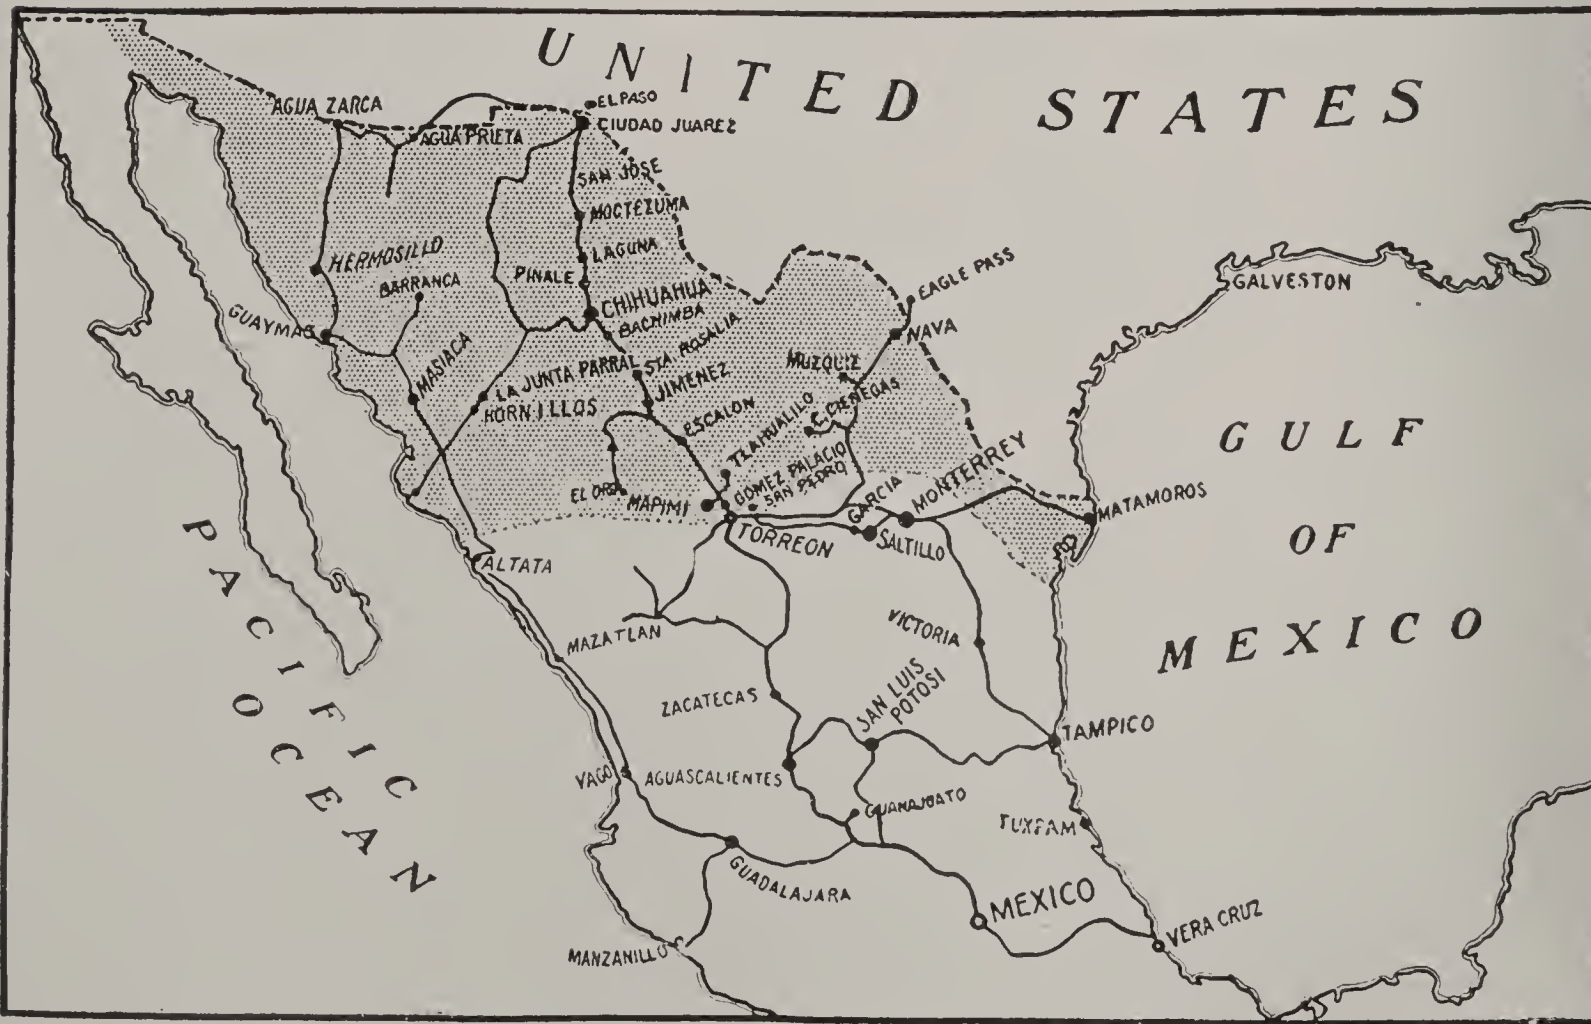 UNITED STATES
AGUA ZARCA
EL PASO
CIUDAD JUAREZ
AGUA PRIETA
SAN JOSE
MOCTEZUMA
LAGUNA
HERMOSILLO
PINALE
BARRANCA
CHIHUAHUA
BACHIMBA
GUAYMAS
EAGLE PASS
NAVA
GALVESTON
MASIACA
LA JUNTA PARRAL
STA. ROSALIA
JIMENEZ
MUZQUIZ
HORNILLOS
ESCALON
TLAHUALILO
C. CIENEGAS
GOMEZ PALACIO
SAN PEDRO
EL ORO
MAPIMI
GARCIA
MONTERREY
MATAMOROS
TORREON
SALTILLO
GULF
OF
MEXICO
PACIFIC
OCEAN
ALTATA
MAZATLAN
VICTORIA
ZACATECAS
SAN LUIS
POTOSI
TAMPICO
YAGO
AGUASCALIENTES
GUANAJUATO
TUXPAM
GUADALAJARA
MEXICO
VERA CRUZ
MANZANILLO